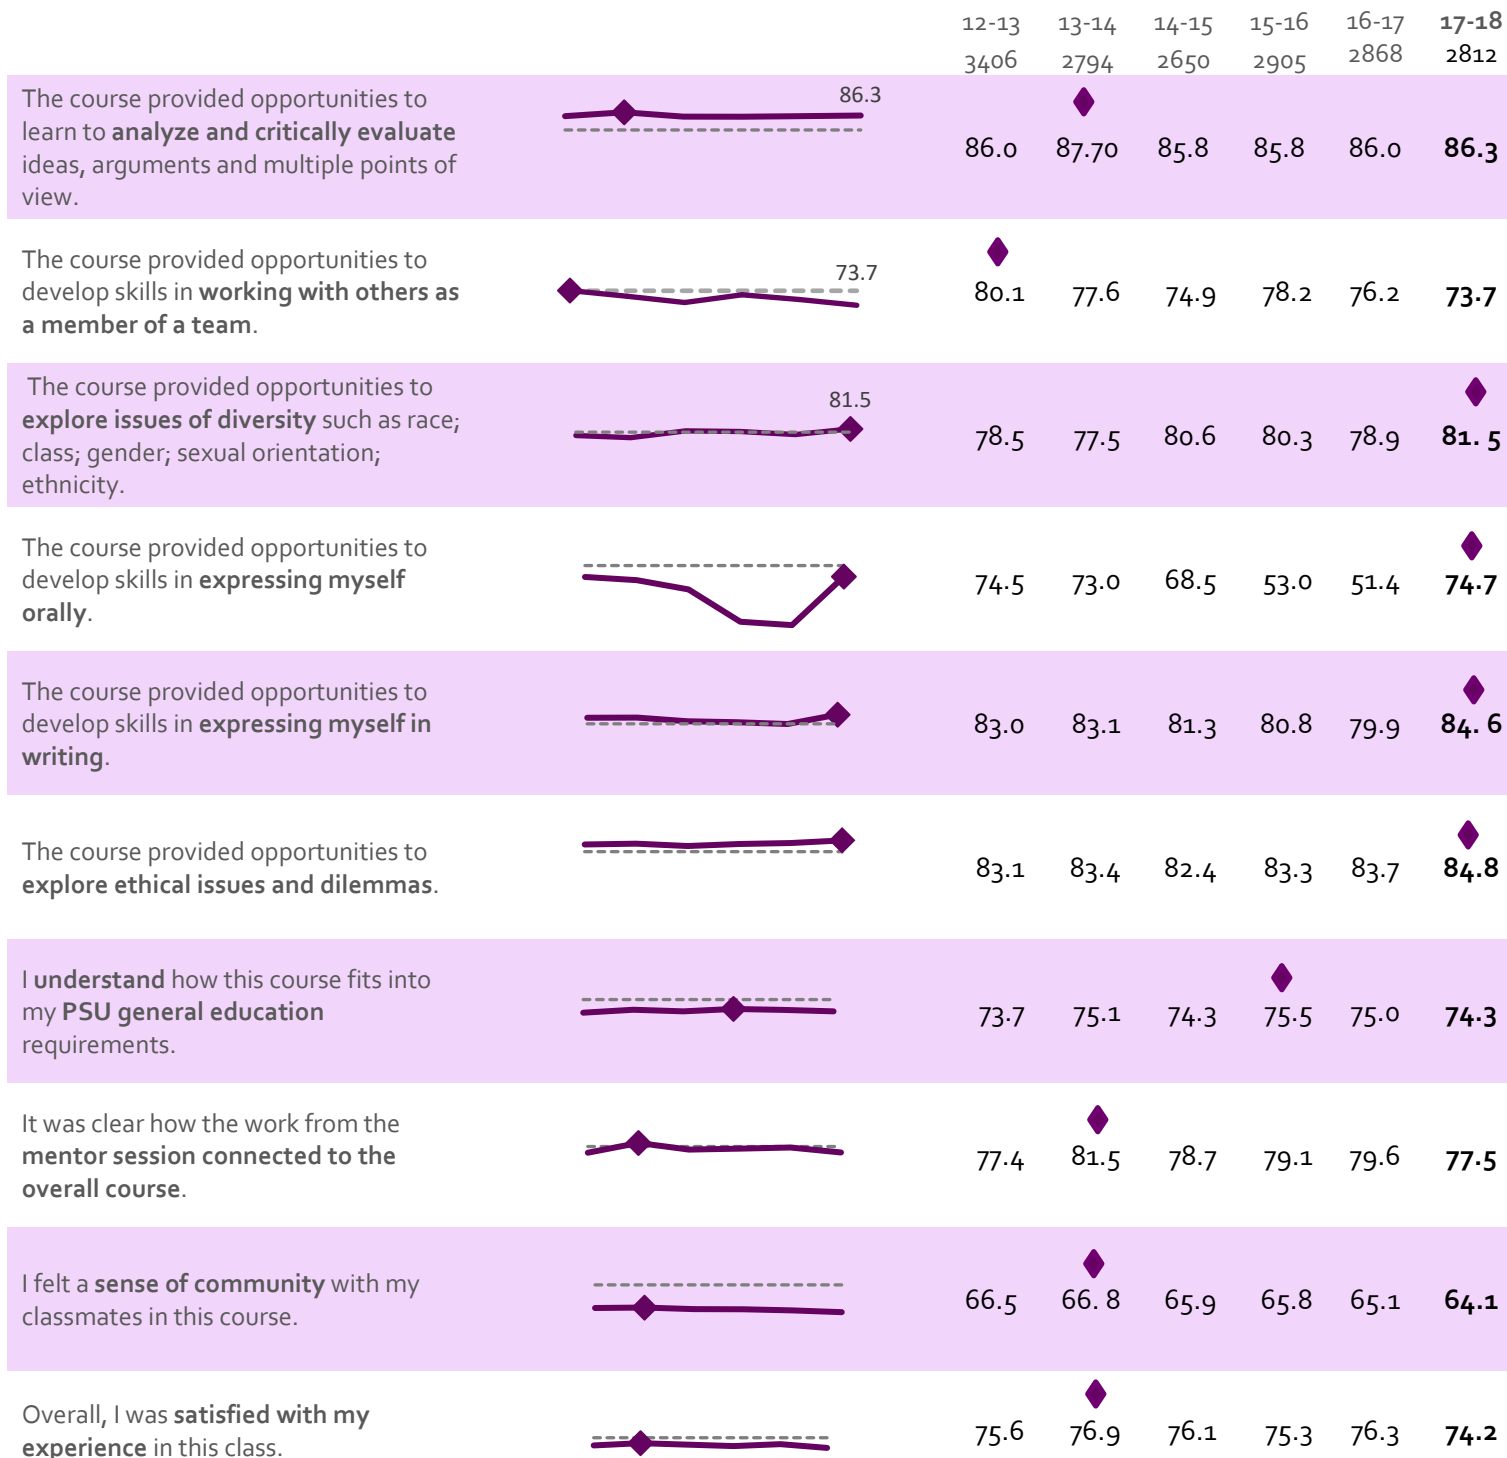 12-13 13-14 14-15 15-16 16-17 17-18
3406 2794 2650 2905 2868 2812
The course provided opportunities to
learn to analyze and critically evaluate
ideas, arguments and multiple points of
view.
86.3
86.0 87.70 85.8 85.8 86.0 86.3
The course provided opportunities to
develop skills in working with others as
a member of a team.
73.7
80.1 77.6 74.9 78.2 76.2 73.7
The course provided opportunities to
explore issues of diversity such as race;
class; gender; sexual orientation;
ethnicity.
81.5
78.5 77.5 80.6 80.3 78.9 81. 5
The course provided opportunities to
develop skills in expressing myself
orally.
74.5 73.0 68.5 53.0 51.4 74.7
The course provided opportunities to
develop skills in expressing myself in
writing.
83.0 83.1 81.3 80.8 79.9 84. 6
The course provided opportunities to
explore ethical issues and dilemmas.
83.1 83.4 82.4 83.3 83.7 84.8
I understand how this course fits into
my PSU general education
requirements.
73.7 75.1 74.3 75.5 75.0 74.3
It was clear how the work from the
mentor session connected to the
overall course.
77.4 81.5 78.7 79.1 79.6 77.5
I felt a sense of community with my
classmates in this course.
66.5 66. 8 65.9 65.8 65.1 64.1
Overall, I was satisfied with my
experience in this class.
75.6 76.9 76.1 75.3 76.3 74.2